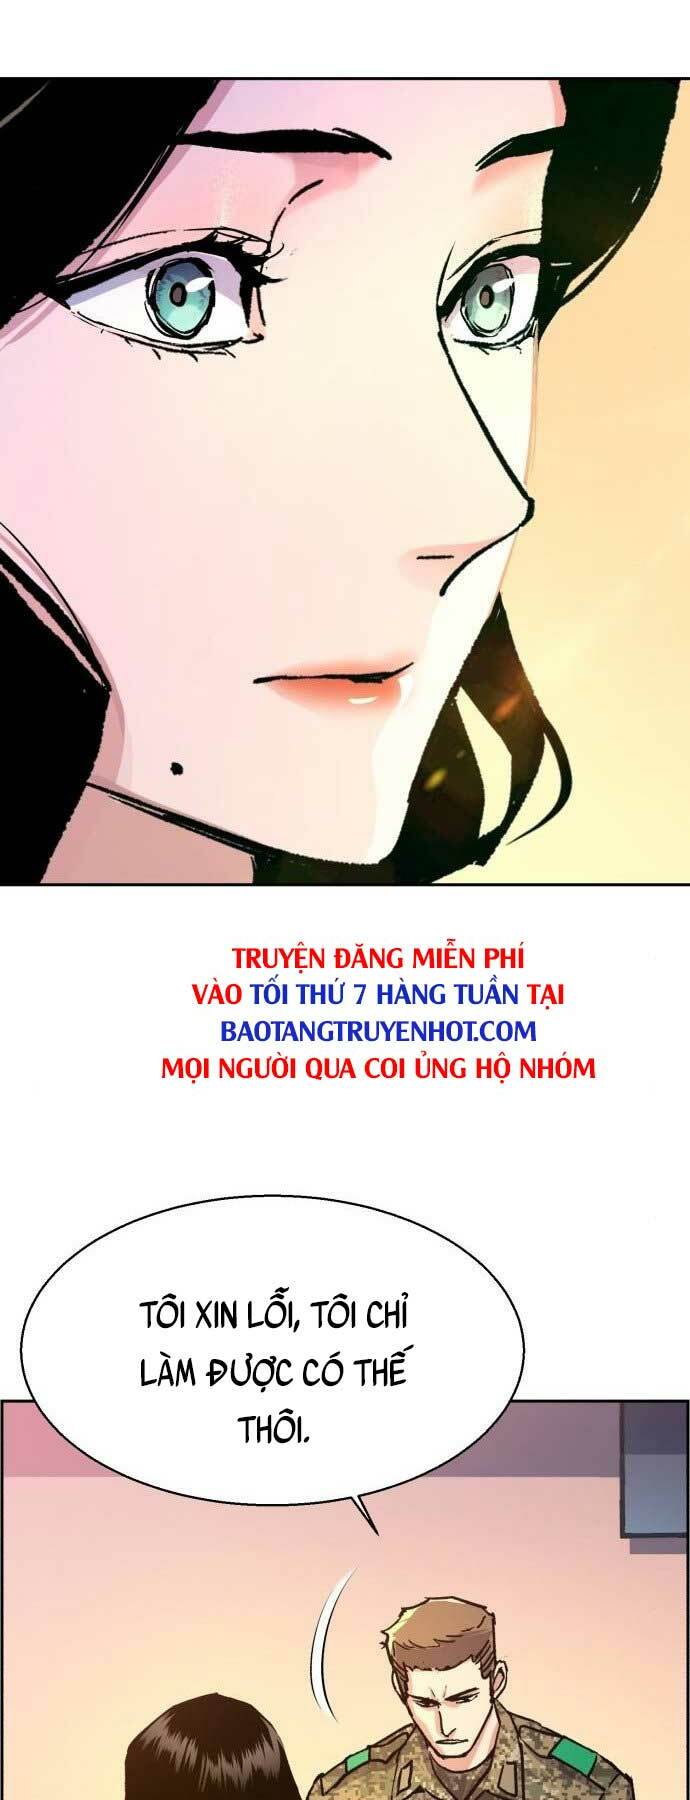 TRUYỆN ĐĂNG MIỄN PHÍ
VÀO TỐI THỨ 7 HÀNG TUẦN TẠI
BAOTANGTRUYENHOT.COM
MỌI NGƯỜI QUA COI ỦNG HỘ NHÓM
TÔI XIN LỖI, TÔI CHỈ
LÀM ĐƯỢC CÓ THẾ
THÔI.